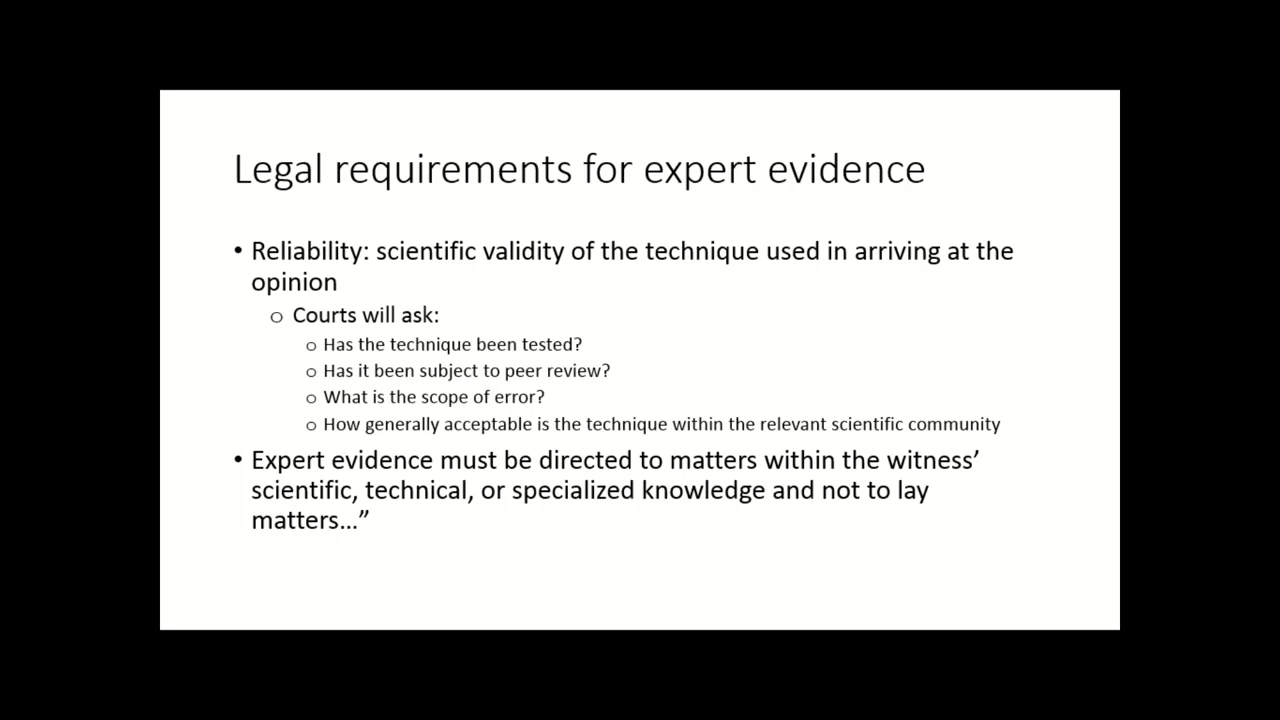 Legal requirements for expert evidence
• Reliability: scientific validity of the technique used in arriving at the
opinion
o Courts will ask:
o Has the technique been tested?
o Has it been subject to peer review?
o What is the scope of error?
o How generally acceptable is the technique within the relevant scientific community
• Expert evidence must be directed to matters within the witness’
scientific, technical, or specialized knowledge and not to lay
matters…”